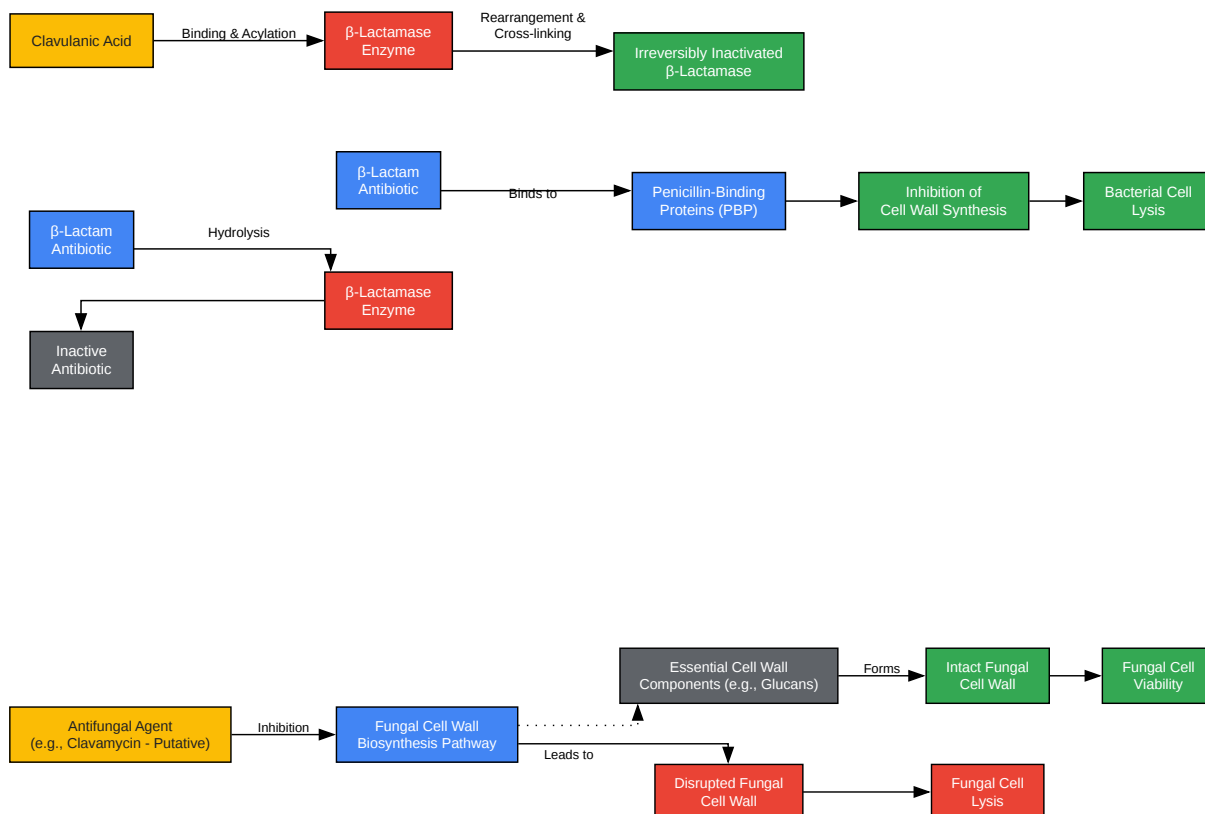 Clavulanic Acid
Binding & Acylation
β-Lactamase
Enzyme
Rearrangement &
Cross-linking
Irreversibly Inactivated
β-Lactamase
β-Lactam
Antibiotic
Binds to
Penicillin-Binding
Proteins (PBP)
Inhibition of
Cell Wall Synthesis
Bacterial Cell
Lysis
β-Lactam
Antibiotic
Hydrolysis
β-Lactamase
Enzyme
Inactive
Antibiotic
Essential Cell Wall
Components (e.g., Glucans)
Forms
Intact Fungal
Cell Wall
Fungal Cell
Viability
Antifungal Agent
(e.g., Clavamycin - Putative)
Inhibition
Fungal Cell Wall
Biosynthesis Pathway
Leads to
Disrupted Fungal
Cell Wall
Fungal Cell
Lysis